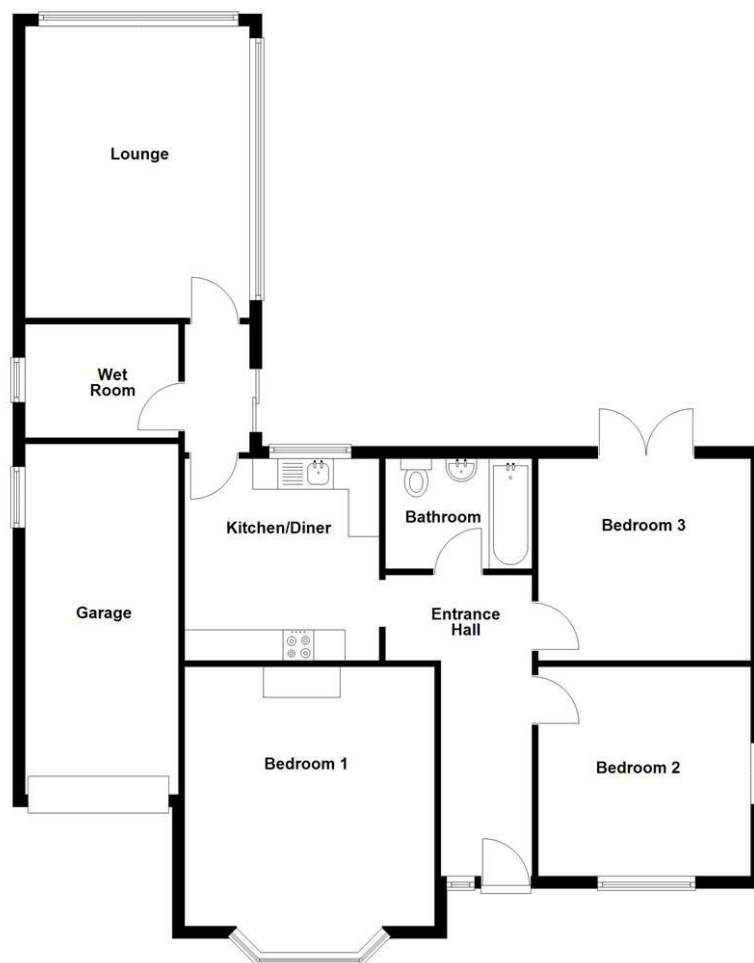 Lounge
Wet
Room
Kitchen/Diner
Bathroom
Bedroom 3
Garage
Entrance
Hall
Bedroom 1
Bedroom 2